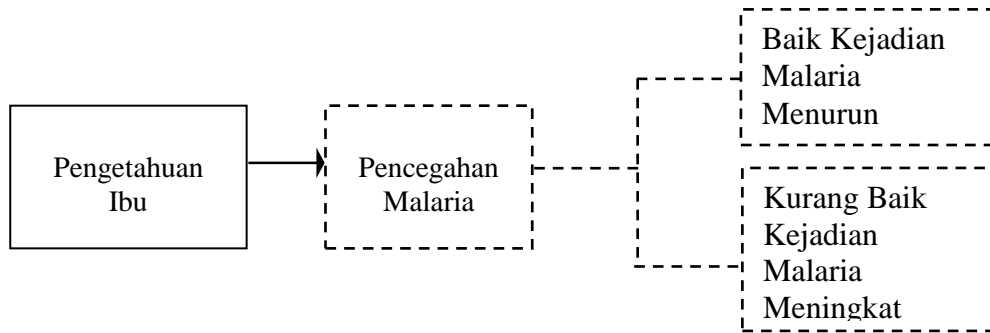 Pengetahuan
Ibu
Pencegahan
Malaria
Baik Kejadian
Malaria
Menurun
Kurang Baik
Kejadian
Malaria
Meningkat